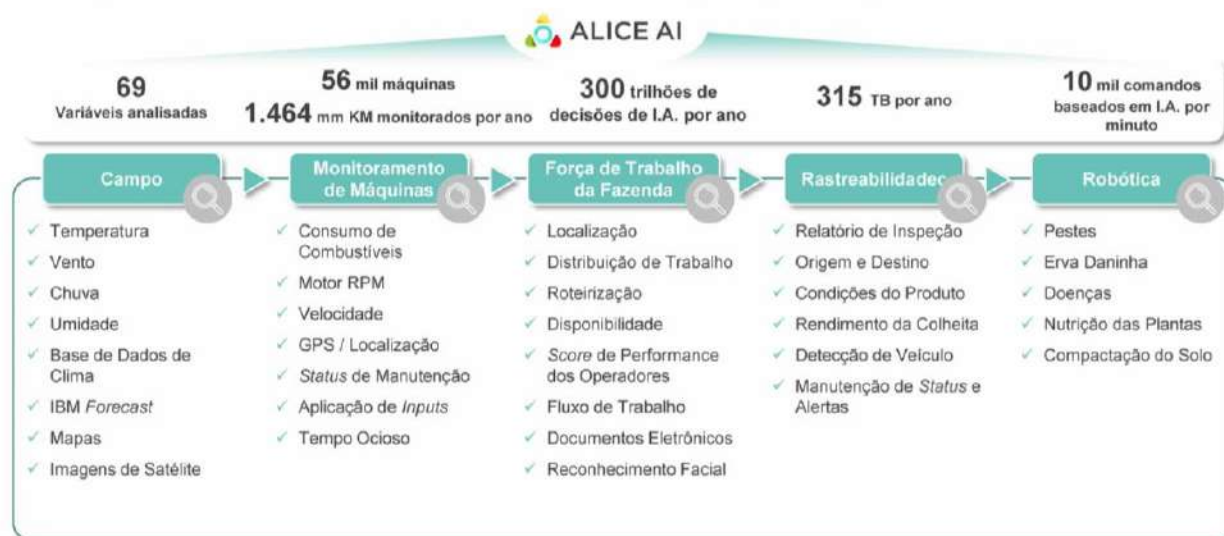 ALICE AI
69
Variáveis analisadas
56 mil máquinas
1.464 mm KM monitorados por ano
300 trilhões de
decisões de I.A. por ano
315 TB por ano
10 mil comandos
baseados em I.A. por
minuto
Campo
Temperatura
Vento
Chuva
Umidade
Base de Dados de
Clima
IBM Forecast
Mapas
Imagens de Satélite
Monitoramento
de Máquinas
Consumo de
Combustíveis
Motor RPM
Velocidade
GPS / Localização
Status de Manutenção
Aplicação de Inputs
Tempo Ocioso
Força de Trabalho
da Fazenda
Localização
Distribuição de Trabalho
Roteirização
Disponibilidade
Score de Performance
dos Operadores
Fluxo de Trabalho
Documentos Eletrônicos
Reconhecimento Facial
Rastreabilidadec
Relatório de Inspeção
Origem e Destino
Condições do Produto
Rendimento da Colheita
Detecção de Veículo
Manutenção de Status e
Alertas
Robótica
Pestes
Erva Daninha
Doenças
Nutrição das Plantas
Compactação do Solo